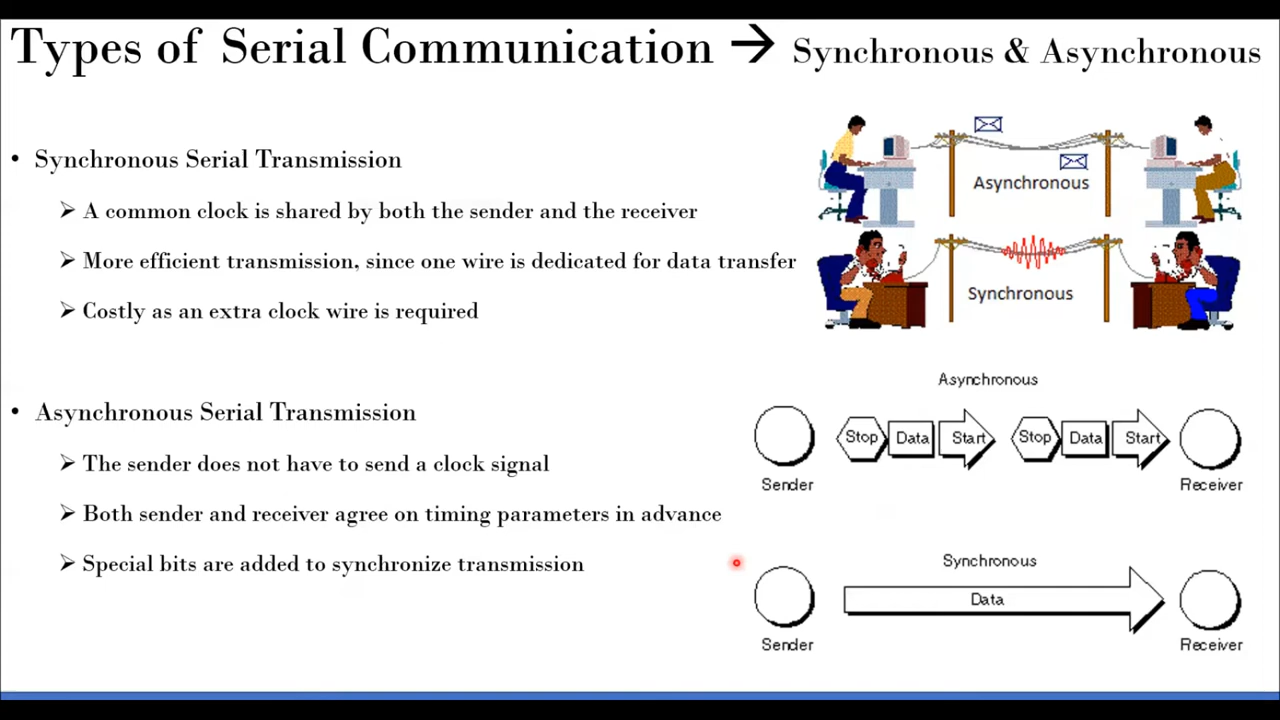 Types of Serial Communication → Synchronous & Asynchronous
• Synchronous Serial Transmission
➢ A common clock is shared by both the sender and the receiver
➢ More efficient transmission, since one wire is dedicated for data transfer
➢ Costly as an extra clock wire is required
• Asynchronous Serial Transmission
➢ The sender does not have to send a clock signal
➢ Both sender and receiver agree on timing parameters in advance
➢ Special bits are added to synchronize transmission
Asynchronous
Synchronous
Asynchronous
Stop Data Start Stop Data Start
Sender Receiver
Synchronous
Data
Sender Receiver